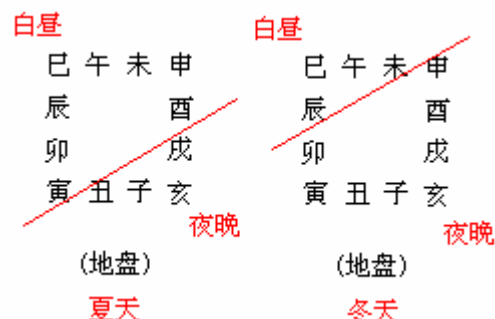 白昼
巳 午 未 申
辰 酉
卯 戌
寅 丑 子 亥
夜晚
(地盘)
夏天
白昼
巳 午 未 申
辰 酉
卯 戌
寅 丑 子 亥
夜晚
(地盘)
冬天